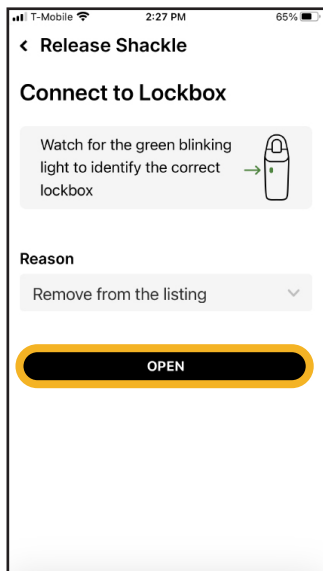 T-Mobile 2:27 PM 65%
Release Shackle
Connect to Lockbox
Watch for the green blinking
light to identify the correct
lockbox
Reason
Remove from the listing
OPEN